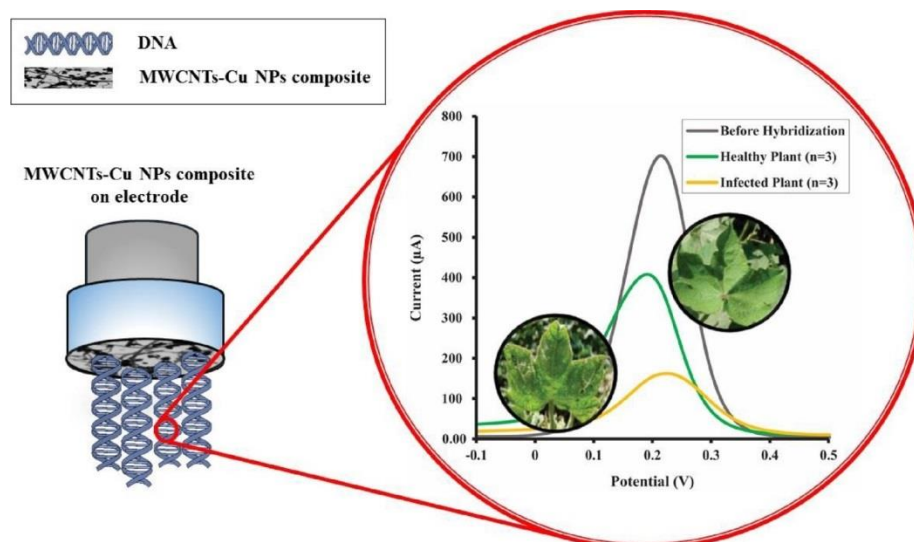 DNA
MWCNTs-Cu NPs composite
MWCNTs-Cu NPs composite
on electrode
800
700
600
500
400
300
200
100
0.00
Current (µA)
Before Hybridization
Healthy Plant (n=3)
Infected Plant (n=3)
-0.1
0
0.1
0.2
0.3
0.4
0.5
Potential (V)